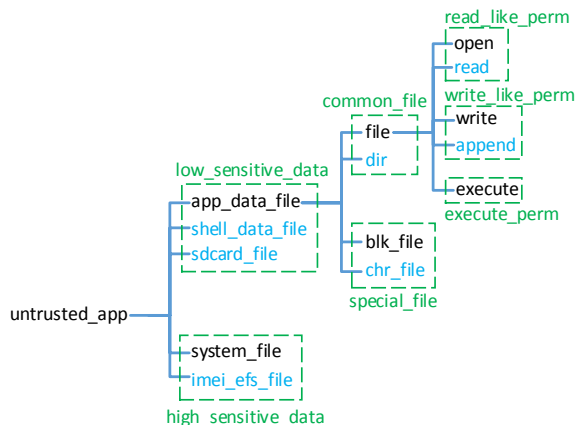 read_like_perm
open
read
common_file
write_like_perm
file
write
dir
append
low_sensitive_data
app_data_file
execute
shell_data_file
execute_perm
sdcard_file
blk_file
chr_file
special_file
untrusted_app
system_file
imei_efs_file
high_sensitive_data